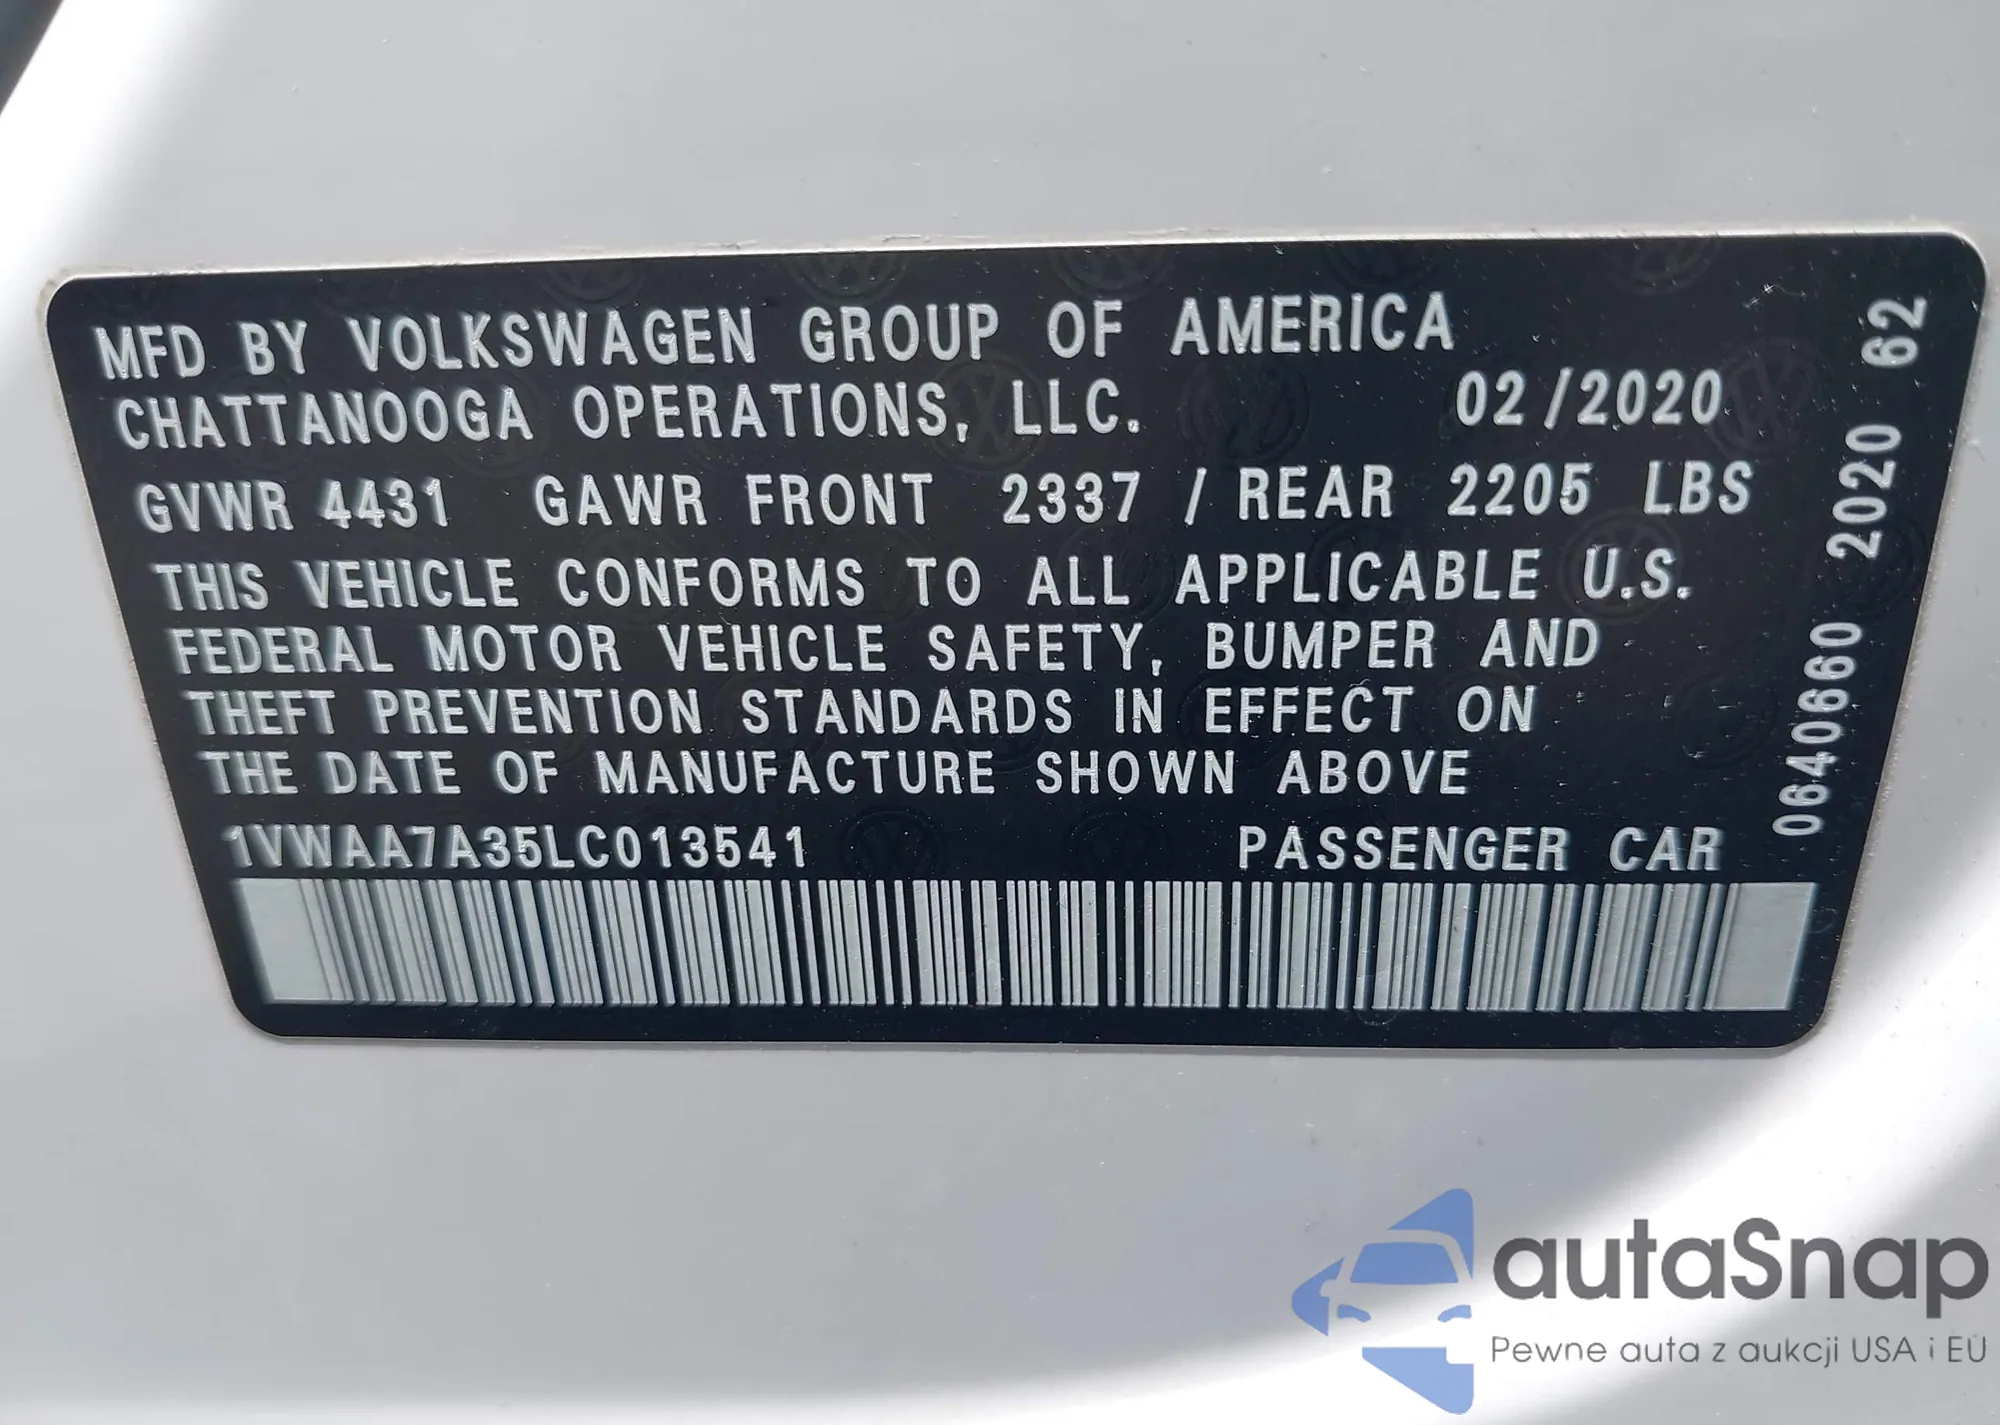 MFD BY VOLKSWAGEN GROUP OF AMERICA
CHATTANOOGA OPERATIONS, LLC. 02/2020
GVWR 4431 GAWR FRONT 2337 / REAR 2205 LBS
THIS VEHICLE CONFORMS TO ALL APPLICABLE U.S.
FEDERAL MOTOR VEHICLE SAFETY, BUMPER AND
THEFT PREVENTION STANDARDS IN EFFECT ON
THE DATE OF MANUFACTURE SHOWN ABOVE
1VWAA7A35LC013541 PASSENGER CAR
0640660 2020 62
autaSnap
Pewne auta z aukcji USA i EU